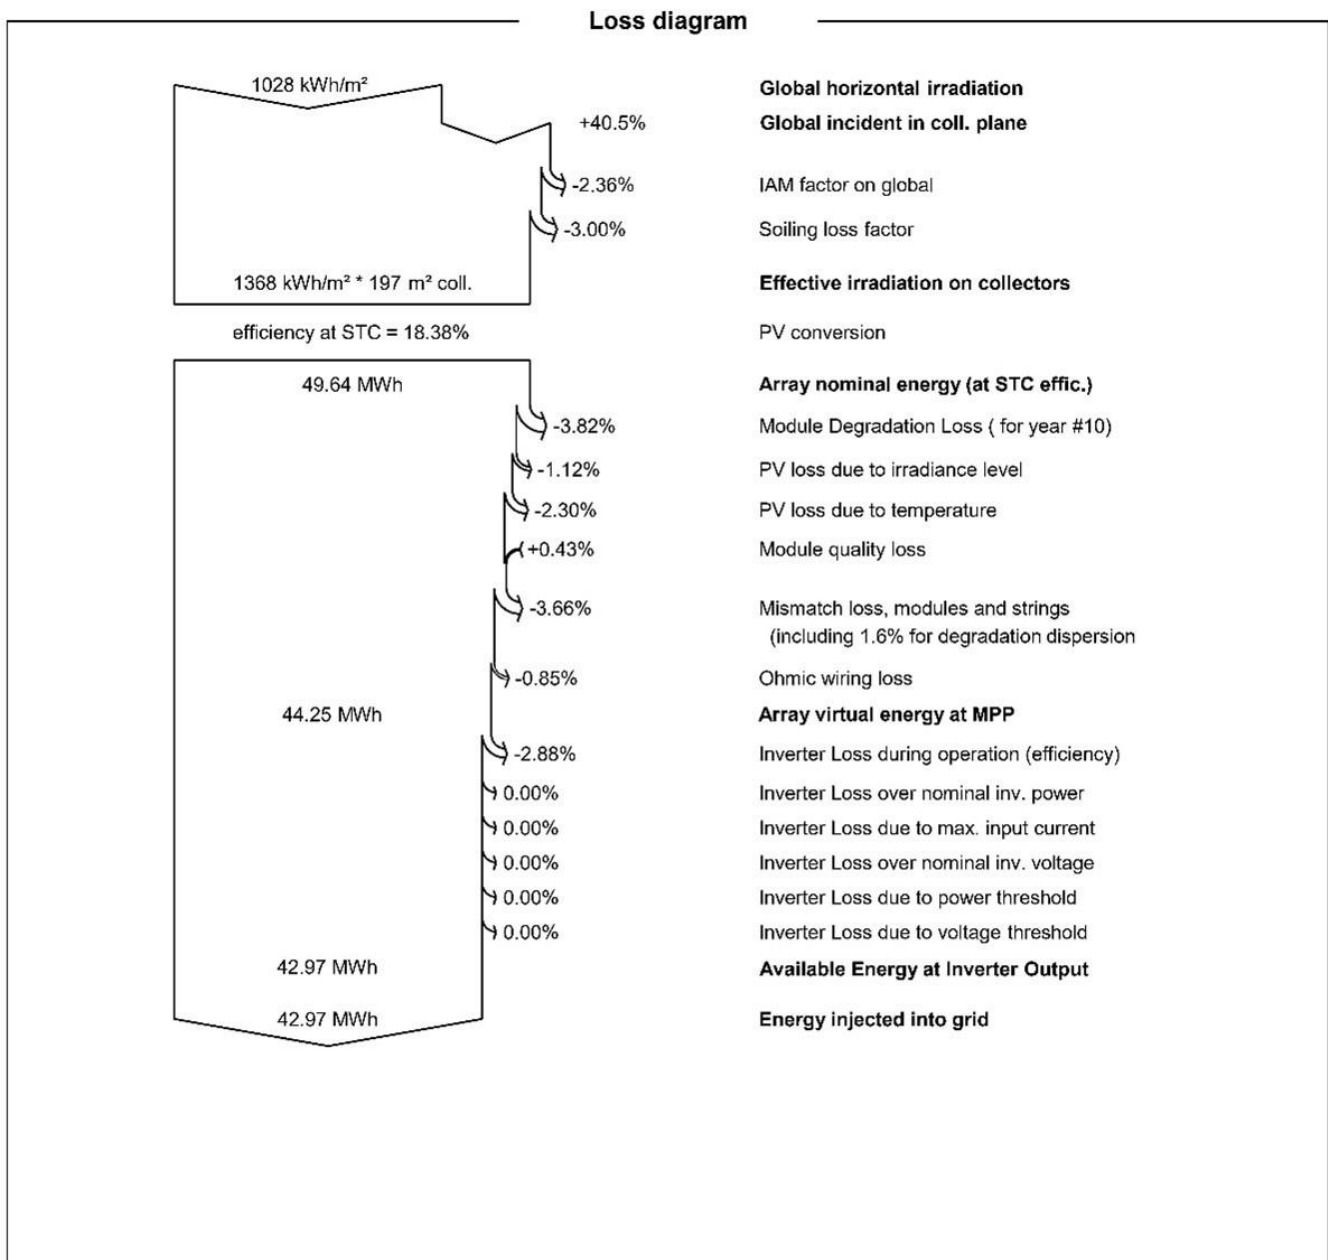 Loss diagram
1028 kWh/m²
Global horizontal irradiation
+40.5%
Global incident in coll. plane
-2.36%
IAM factor on global
-3.00%
Soiling loss factor
1368 kWh/m² * 197 m² coll.
Effective irradiation on collectors
efficiency at STC = 18.38%
PV conversion
49.64 MWh
Array nominal energy (at STC effic.)
-3.82%
Module Degradation Loss ( for year #10)
-1.12%
PV loss due to irradiance level
-2.30%
PV loss due to temperature
+0.43%
Module quality loss
-3.66%
Mismatch loss, modules and strings
(including 1.6% for degradation dispersion
-0.85%
Ohmic wiring loss
44.25 MWh
Array virtual energy at MPP
-2.88%
Inverter Loss during operation (efficiency)
0.00%
Inverter Loss over nominal inv. power
0.00%
Inverter Loss due to max. input current
0.00%
Inverter Loss over nominal inv. voltage
0.00%
Inverter Loss due to power threshold
0.00%
Inverter Loss due to voltage threshold
42.97 MWh
Available Energy at Inverter Output
42.97 MWh
Energy injected into grid